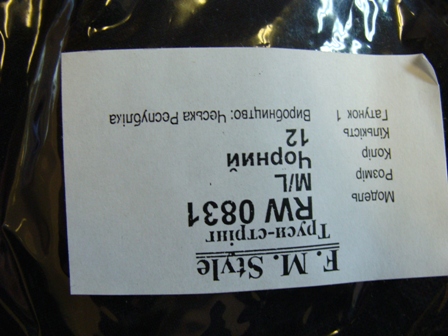 F. M. Style
Труси-стрінг
Модель RW 0831
Розмір M/L
Колір Чорний
Кількість 12
Гатунок 1
Виробництво: Чеська Республіка